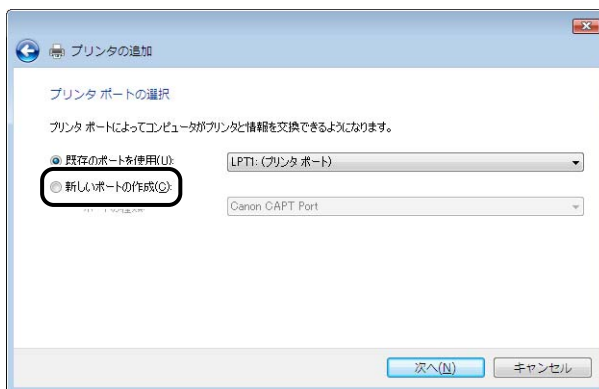 プリンタの追加
プリンタ ポートの選択
プリンタ ポートによってコンピュータがプリンタと情報を交換できるようになります。
既存のポートを使用(U): LPT1: (プリンタ ポート)
新しいポートの作成(C):
Canon CAPT Port
次へ(N) キャンセル